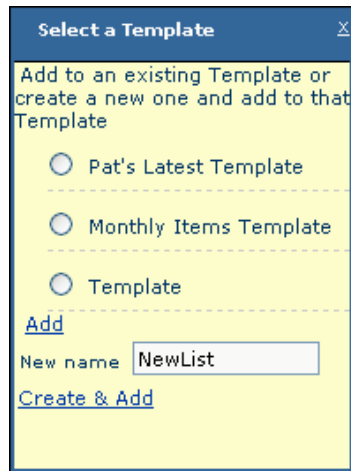 Select a Template X
Add to an existing Template or
create a new one and add to that
Template
Pat's Latest Template
Monthly Items Template
Template
Add
New name NewList
Create & Add